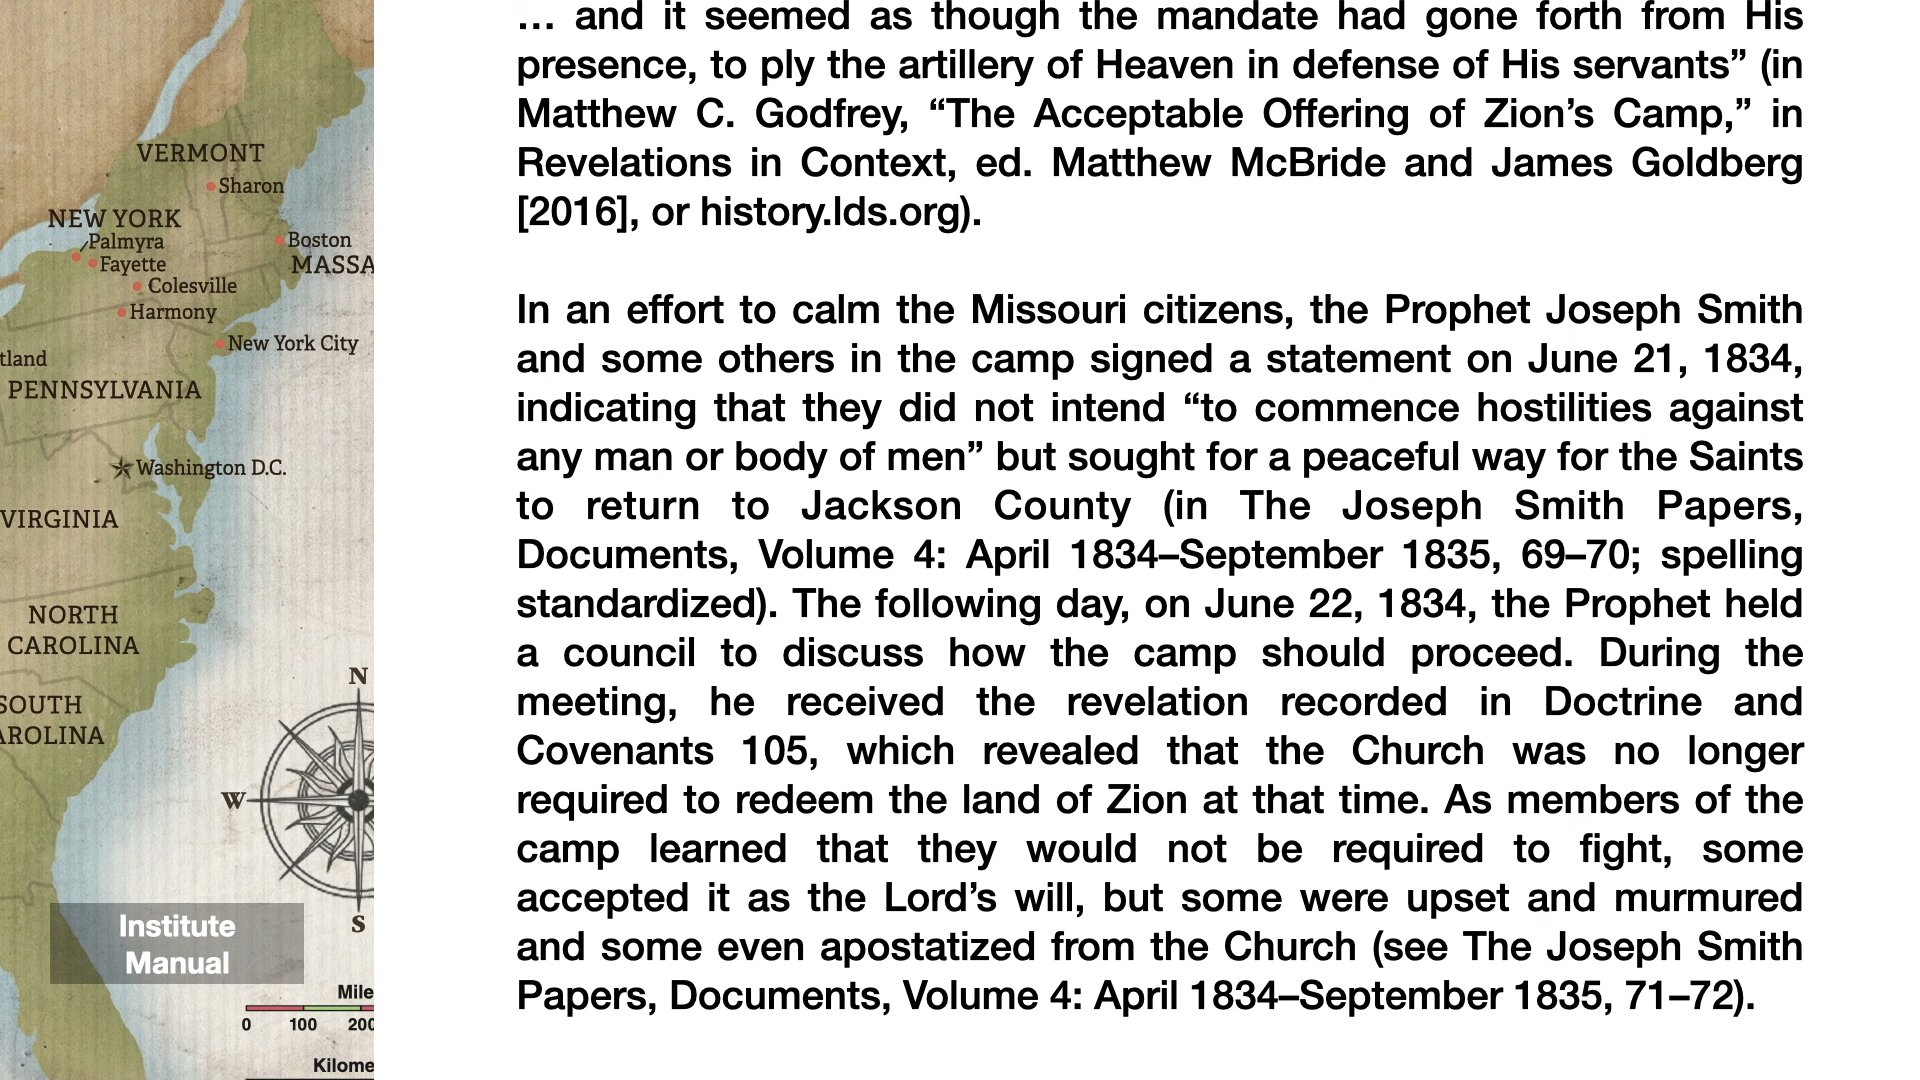 VERMONT
Sharon
NEW YORK
Palmyra
Fayette
Boston
MASSA
Colesville
Harmony
New York City
tland
PENNSYLVANIA
Washington D.C.
VIRGINIA
NORTH
CAROLINA
SOUTH
AROLINA
N
W
S
Institute
Manual
Mile
0 100 200
Kilome
… and it seemed as though the mandate had gone forth from His
presence, to ply the artillery of Heaven in defense of His servants” (in
Matthew C. Godfrey, “The Acceptable Offering of Zion’s Camp,” in
Revelations in Context, ed. Matthew McBride and James Goldberg
[2016], or history.lds.org).
In an effort to calm the Missouri citizens, the Prophet Joseph Smith
and some others in the camp signed a statement on June 21, 1834,
indicating that they did not intend “to commence hostilities against
any man or body of men” but sought for a peaceful way for the Saints
to return to Jackson County (in The Joseph Smith Papers,
Documents, Volume 4: April 1834–September 1835, 69–70; spelling
standardized). The following day, on June 22, 1834, the Prophet held
a council to discuss how the camp should proceed. During the
meeting, he received the revelation recorded in Doctrine and
Covenants 105, which revealed that the Church was no longer
required to redeem the land of Zion at that time. As members of the
camp learned that they would not be required to fight, some
accepted it as the Lord’s will, but some were upset and murmured
and some even apostatized from the Church (see The Joseph Smith
Papers, Documents, Volume 4: April 1834–September 1835, 71–72).